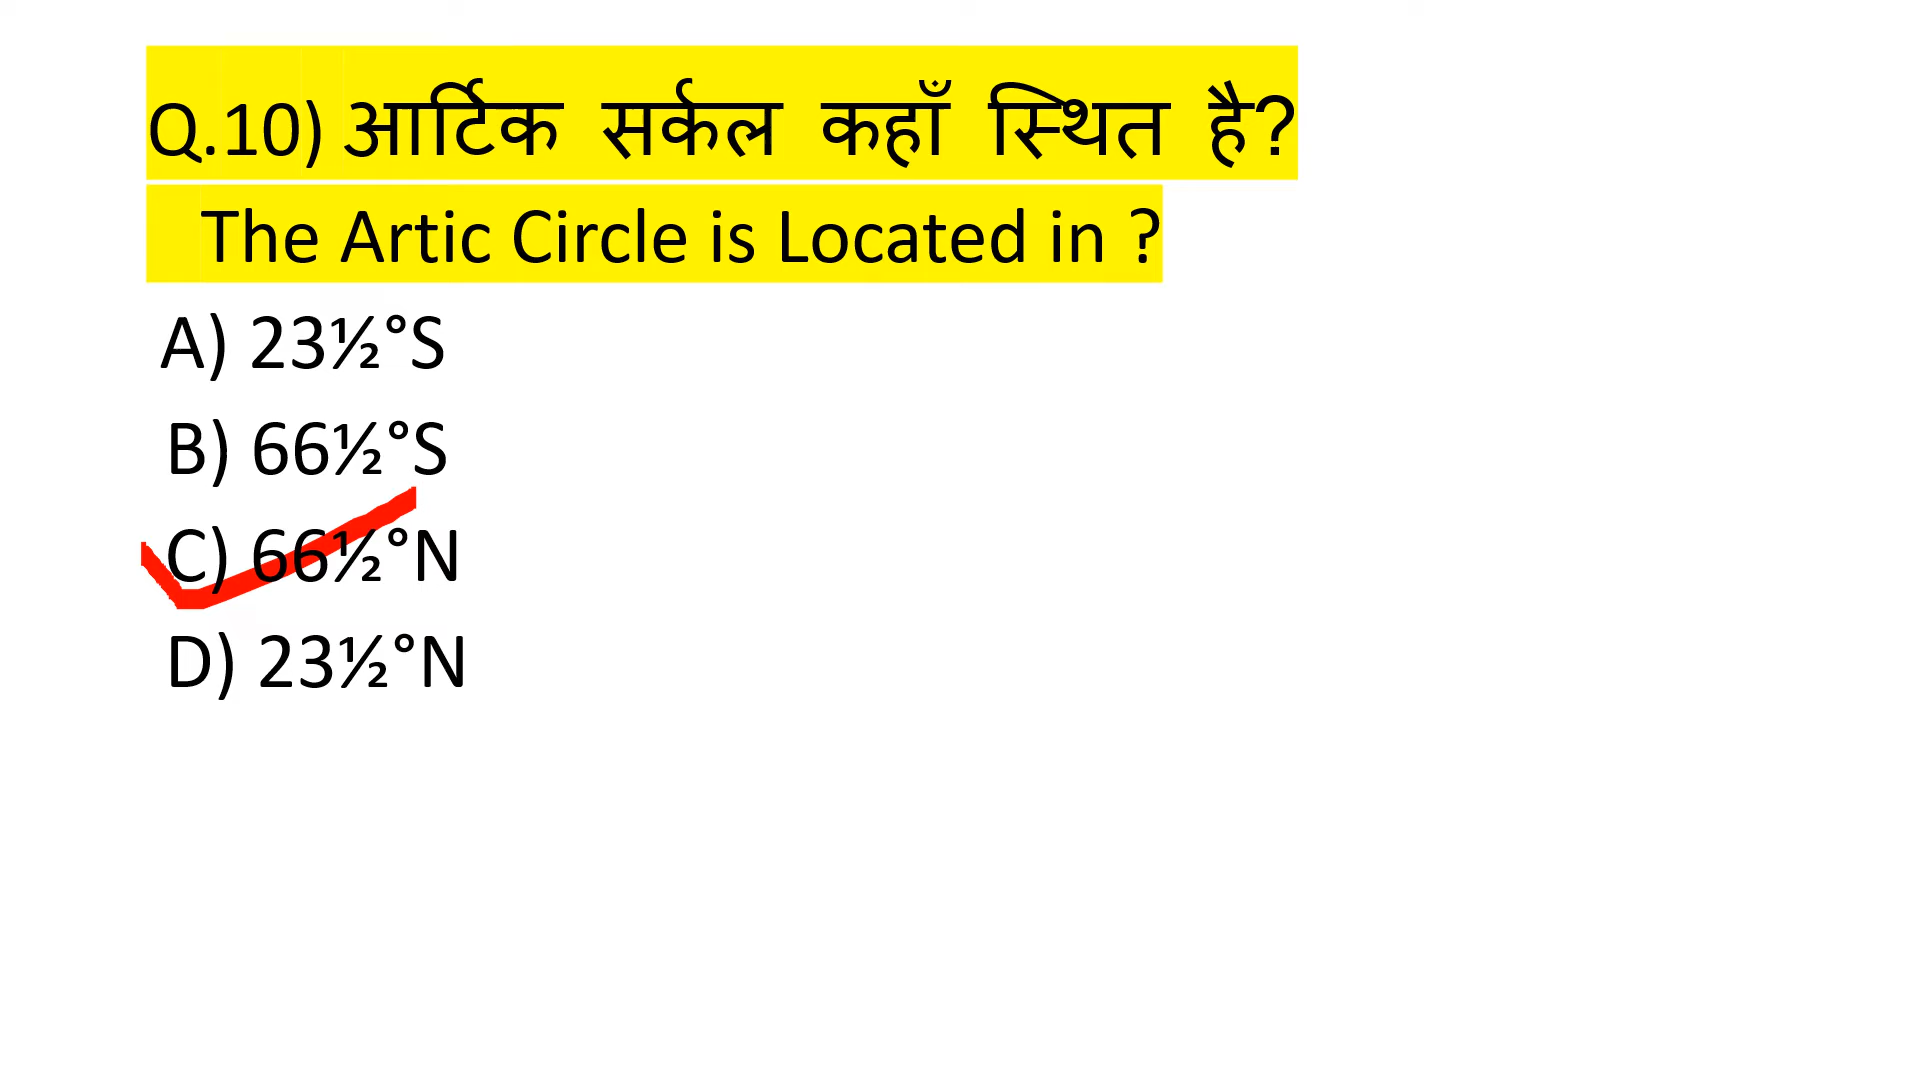 Q.10) आर्टिक सर्कल कहाँ स्थित है?
The Artic Circle is Located in ?
A) 23½°S
B) 66½°S
C) 66½°N
D) 23½°N